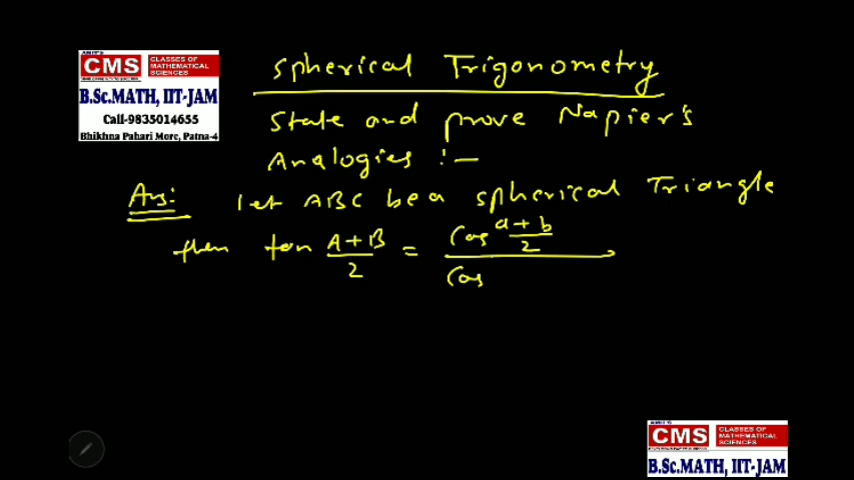 AMIT'S
CMS CLASSES OF MATHEMATICAL SCIENCES
B.Sc.MATH, IIT-JAM
Call-9835014655
Bhikhna Pahari More, Patna-4
Spherical Trigonometry
State and prove Napier's
Analogies :—
Ans: let ABC be a spherical Triangle
then tan (A+B)/2 = cos (a+b)/2 / cos
AMIT'S
CMS CLASSES OF MATHEMATICAL SCIENCES
B.Sc.MATH, IIT-JAM